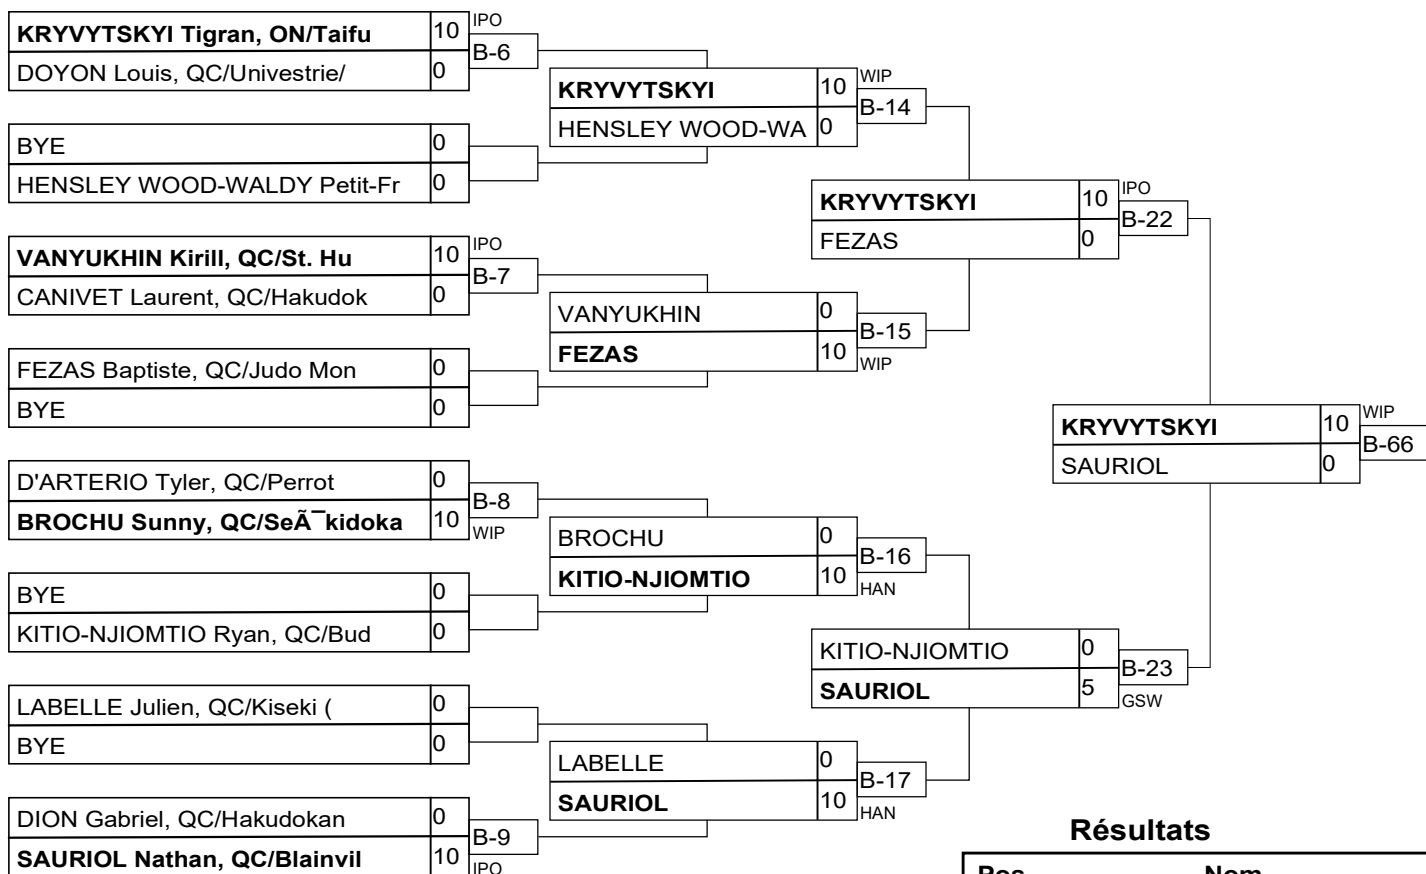 KRYVYTSKYI Tigran, ON/Taifu 10 IPO
B-6
DOYON Louis, QC/Univestrie/ 0
KRYVYTSKYI 10 WIP
B-14
HENSLEY WOOD-WA 0
BYE 0
HENSLEY WOOD-WALDY Petit-Fr 0
KRYVYTSKYI 10 IPO
B-22
FEZAS 0
VANYUKHIN Kirill, QC/St. Hu 10 IPO
B-7
CANIVET Laurent, QC/Hakudok 0
VANYUKHIN 0
B-15
FEZAS 10 WIP
FEZAS Baptiste, QC/Judo Mon 0
BYE 0
KRYVYTSKYI 10 WIP
B-66
SAURIOL 0
D'ARTERIO Tyler, QC/Perrot 0
B-8
BROCHU Sunny, QC/SeÃ¯kidoka 10 WIP
BROCHU 0
B-16
KITIO-NJIOMTIO 10 HAN
BYE 0
KITIO-NJIOMTIO Ryan, QC/Bud 0
KITIO-NJIOMTIO 0
B-23
SAURIOL 5 GSW
LABELLE Julien, QC/Kiseki ( 0
BYE 0
LABELLE 0
B-17
SAURIOL 10 HAN
DION Gabriel, QC/Hakudokan 0
B-9
SAURIOL Nathan, QC/Blainvil 10 IPO
Résultats
Pos Nom